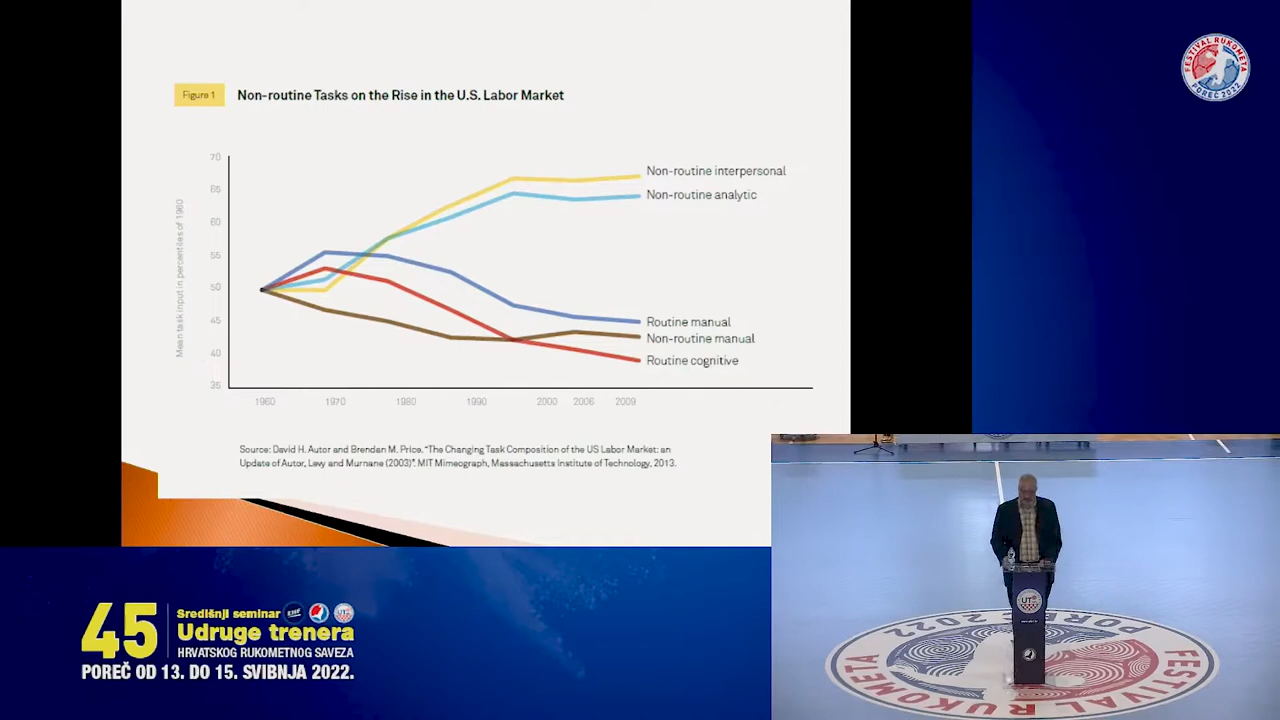 FESTIVAL RUKOMETA
POREČ 2022
Figure 1
Non-routine Tasks on the Rise in the U.S. Labor Market
Mean task input in percentiles of 1960
70
65
60
55
50
45
40
35
1960
1970
1980
1990
2000
2006
2009
Non-routine interpersonal
Non-routine analytic
Routine manual
Non-routine manual
Routine cognitive
Source: David H. Autor and Brendan M. Price. "The Changing Task Composition of the US Labor Market: an
Update of Autor, Levy and Murnane (2003)". MIT Mimeograph, Massachusetts Institute of Technology, 2013.
45
Središnji seminar
EHF
Udruge trenera
HRVATSKOG RUKOMETNOG SAVEZA
POREČ OD 13. DO 15. SVIBNJA 2022.
POREČ 2022
FESTIVAL RUKOMETA